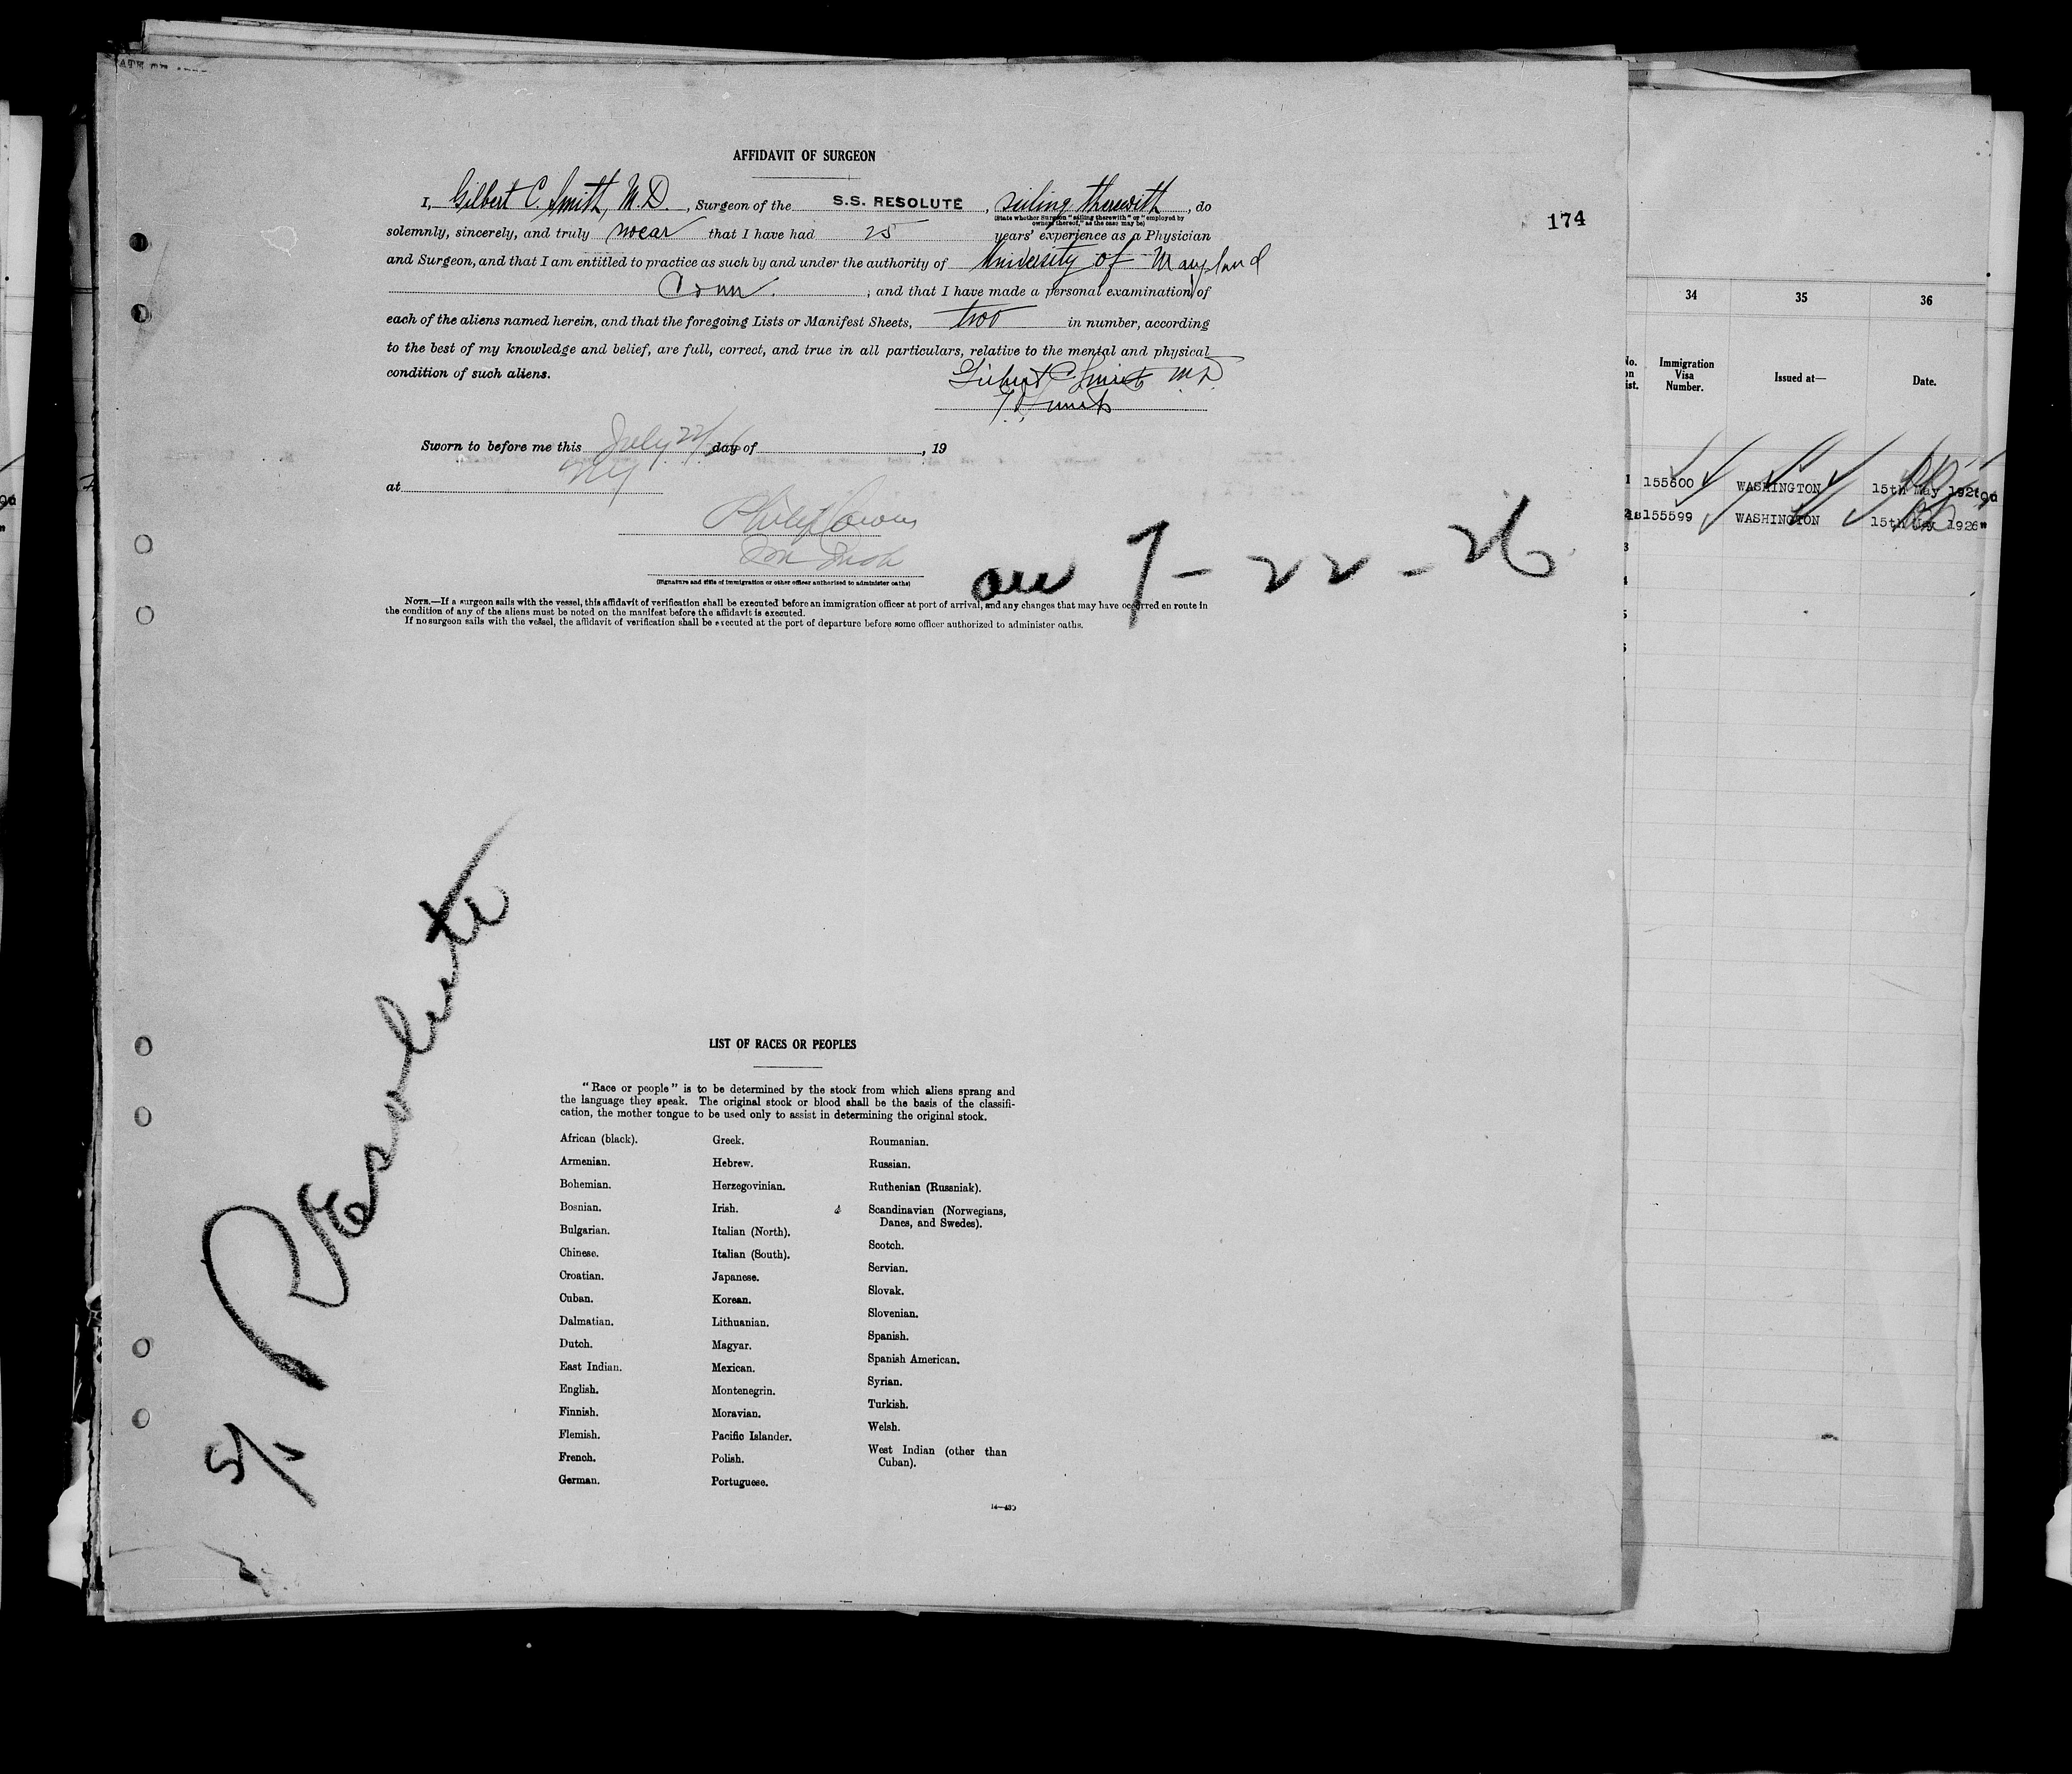 AFFIDAVIT OF SURGEON
I, Gilbert C. Smith, M.D., Surgeon of the S.S. RESOLUTE, sailing therewith, do
(State whether Surgeon "sailing therewith" or "employed by
owners thereof," as the case may be)
174
solemnly, sincerely, and truly swear that I have had 25 years' experience as a Physician
and Surgeon, and that I am entitled to practice as such by and under the authority of University of Maryland
Conn. ; and that I have made a personal examination of
each of the aliens named herein, and that the foregoing Lists or Manifest Sheets, two in number, according
to the best of my knowledge and belief, are full, correct, and true in all particulars, relative to the mental and physical
condition of such aliens.
Gilbert C. Smith MD
Smith
Sworn to before me this July 22/26 day of , 19
at NY
Philip Cowen
(Signature and title of immigration or other officer authorized to administer oaths)
arr 7-22-26
NOTE.—If a surgeon sails with the vessel, this affidavit of verification shall be executed before an immigration officer at port of arrival, and any changes that may have occurred en route in
the condition of any of the aliens must be noted on the manifest before the affidavit is executed.
If no surgeon sails with the vessel, the affidavit of verification shall be executed at the port of departure before some officer authorized to administer oaths.
S/S Resolute
LIST OF RACES OR PEOPLES
"Race or people" is to be determined by the stock from which aliens sprang and
the language they speak. The original stock or blood shall be the basis of the classifi-
cation, the mother tongue to be used only to assist in determining the original stock.
African (black).
Armenian.
Bohemian.
Bosnian.
Bulgarian.
Chinese.
Croatian.
Cuban.
Dalmatian.
Dutch.
East Indian.
English.
Finnish.
Flemish.
French.
German.
Greek.
Hebrew.
Herzegovinian.
Irish.
Italian (North).
Italian (South).
Japanese.
Korean.
Lithuanian.
Magyar.
Mexican.
Montenegrin.
Moravian.
Pacific Islander.
Polish.
Portuguese.
Roumanian.
Russian.
Ruthenian (Russniak).
Scandinavian (Norwegians,
Danes, and Swedes).
Scotch.
Servian.
Slovak.
Slovenian.
Spanish.
Spanish American.
Syrian.
Turkish.
Welsh.
West Indian (other than
Cuban).
34 35 36
Immigration
Visa
Number.
Issued at—
Date.
155600 WASHINGTON 15th May 1926
155599 WASHINGTON 15th May 1926